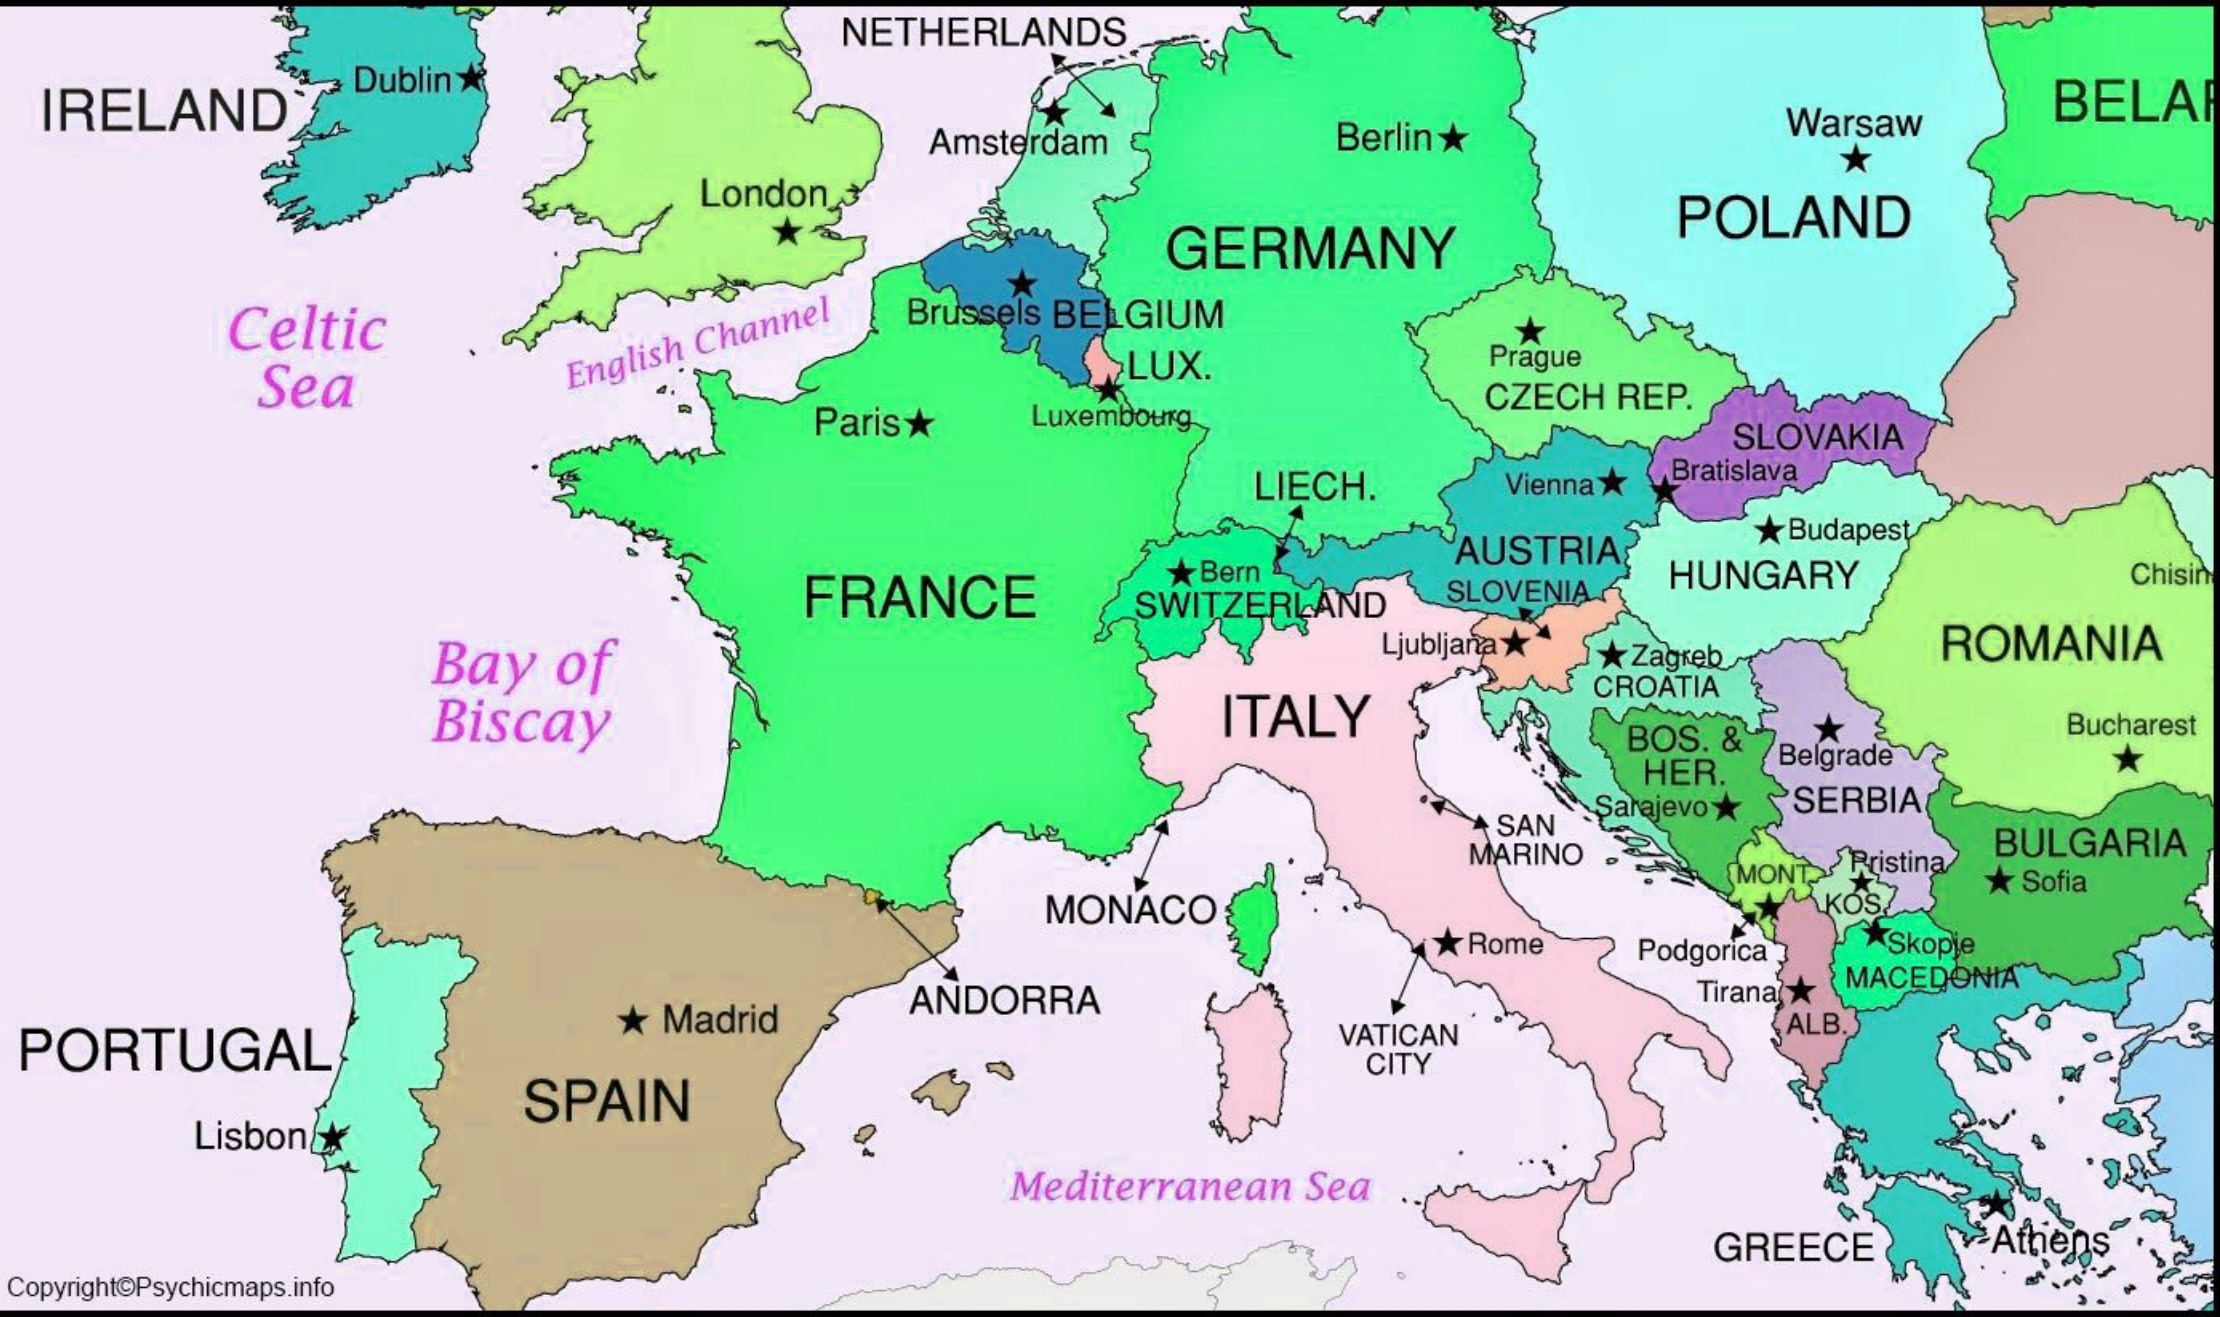 NETHERLANDS
Dublin
IRELAND
Amsterdam
Berlin
Warsaw
BELAR
London
POLAND
GERMANY
Celtic
Sea
English Channel
Brussels BELGIUM
LUX.
Luxembourg
Prague
CZECH REP.
Paris
SLOVAKIA
Bratislava
LIECH.
Vienna
Budapest
AUSTRIA
HUNGARY
Chisin
Bern
SWITZERLAND
SLOVENIA
FRANCE
Ljubljana
Zagreb
CROATIA
ROMANIA
Bay of
Biscay
ITALY
BOS. &
HER.
Sarajevo
Belgrade
SERBIA
Bucharest
SAN
MARINO
BULGARIA
Sofia
MONT.
Pristina
KOS.
MONACO
Rome
Podgorica
Skopje
MACEDONIA
Tirana
ALB.
ANDORRA
VATICAN
CITY
Madrid
PORTUGAL
SPAIN
Lisbon
Mediterranean Sea
GREECE
Athens
Copyright©Psychicmaps.info